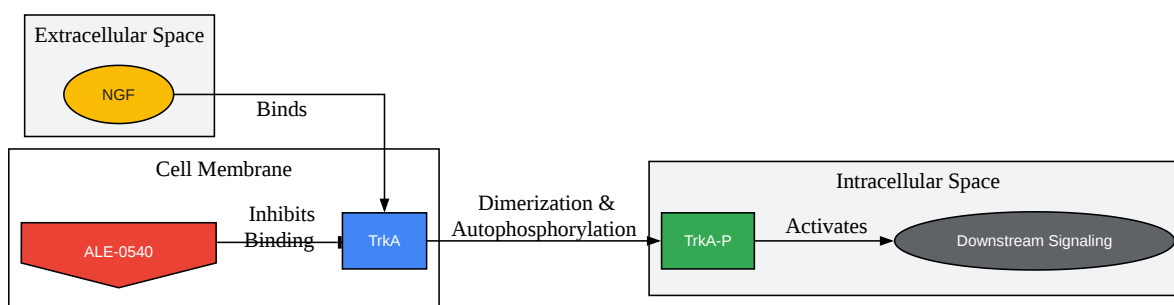 Extracellular Space
NGF
Binds
Cell Membrane
ALE-0540
Inhibits
Binding
TrkA
Dimerization &
Autophosphorylation
Intracellular Space
TrkA-P
Activates
Downstream Signaling